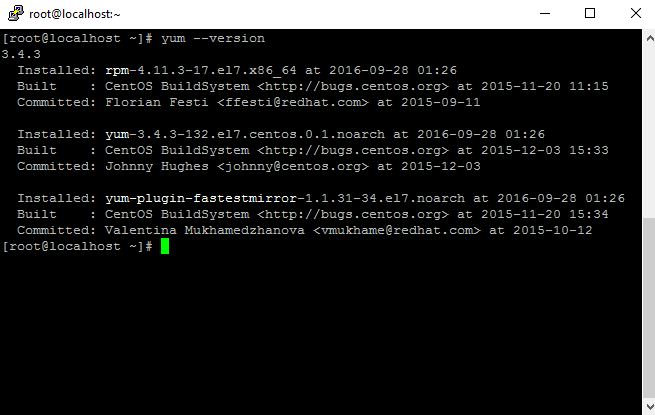 root@localhost:~
[root@localhost ~]# yum --version
3.4.3
  Installed: rpm-4.11.3-17.el7.x86_64 at 2016-09-28 01:26
  Built    : CentOS BuildSystem <http://bugs.centos.org> at 2015-11-20 11:15
  Committed: Florian Festi <ffesti@redhat.com> at 2015-09-11

  Installed: yum-3.4.3-132.el7.centos.0.1.noarch at 2016-09-28 01:26
  Built    : CentOS BuildSystem <http://bugs.centos.org> at 2015-12-03 15:33
  Committed: Johnny Hughes <johnny@centos.org> at 2015-12-03

  Installed: yum-plugin-fastestmirror-1.1.31-34.el7.noarch at 2016-09-28 01:26
  Built    : CentOS BuildSystem <http://bugs.centos.org> at 2015-11-20 15:34
  Committed: Valentina Mukhamedzhanova <vmukhame@redhat.com> at 2015-10-12
[root@localhost ~]#